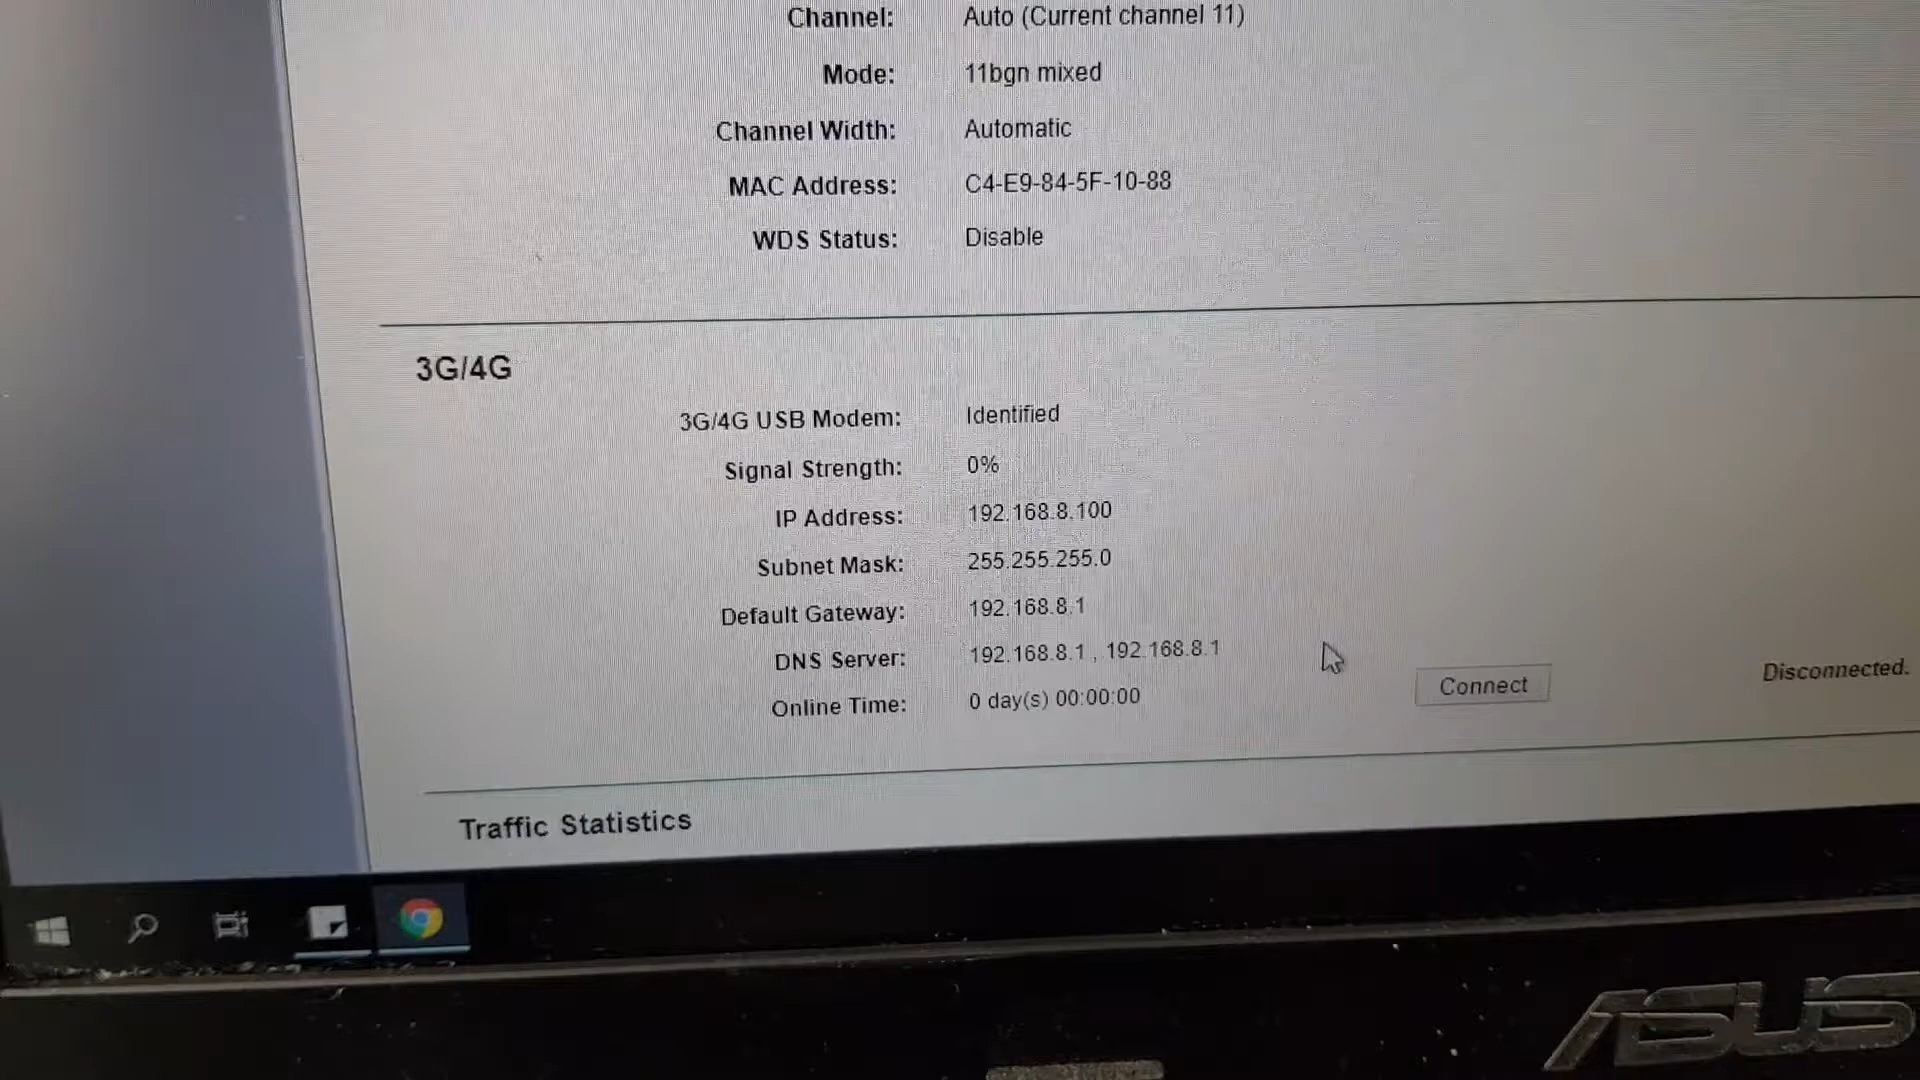 Channel: Auto (Current channel 11)
Mode: 11bgn mixed
Channel Width: Automatic
MAC Address: C4-E9-84-5F-10-88
WDS Status: Disable
3G/4G
3G/4G USB Modem: Identified
Signal Strength: 0%
IP Address: 192.168.8.100
Subnet Mask: 255.255.255.0
Default Gateway: 192.168.8.1
DNS Server: 192.168.8.1 , 192.168.8.1
Online Time: 0 day(s) 00:00:00 Connect Disconnected.
Traffic Statistics
ASUS